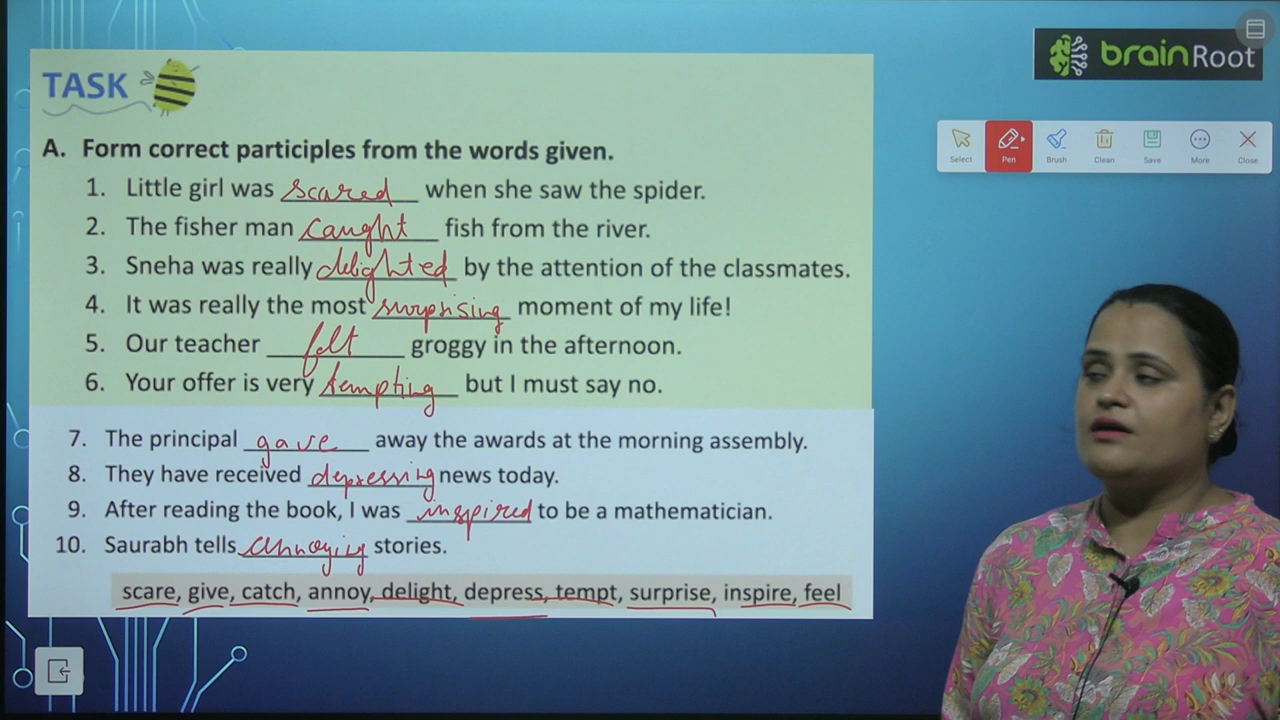 brainRoot
Select Pen Brush Clean Save More Close
TASK
A. Form correct participles from the words given.
1. Little girl was scared when she saw the spider.
2. The fisher man caught fish from the river.
3. Sneha was really delighted by the attention of the classmates.
4. It was really the most surprising moment of my life!
5. Our teacher felt groggy in the afternoon.
6. Your offer is very tempting but I must say no.
7. The principal gave away the awards at the morning assembly.
8. They have received depressing news today.
9. After reading the book, I was inspired to be a mathematician.
10. Saurabh tells annoying stories.
scare, give, catch, annoy, delight, depress, tempt, surprise, inspire, feel